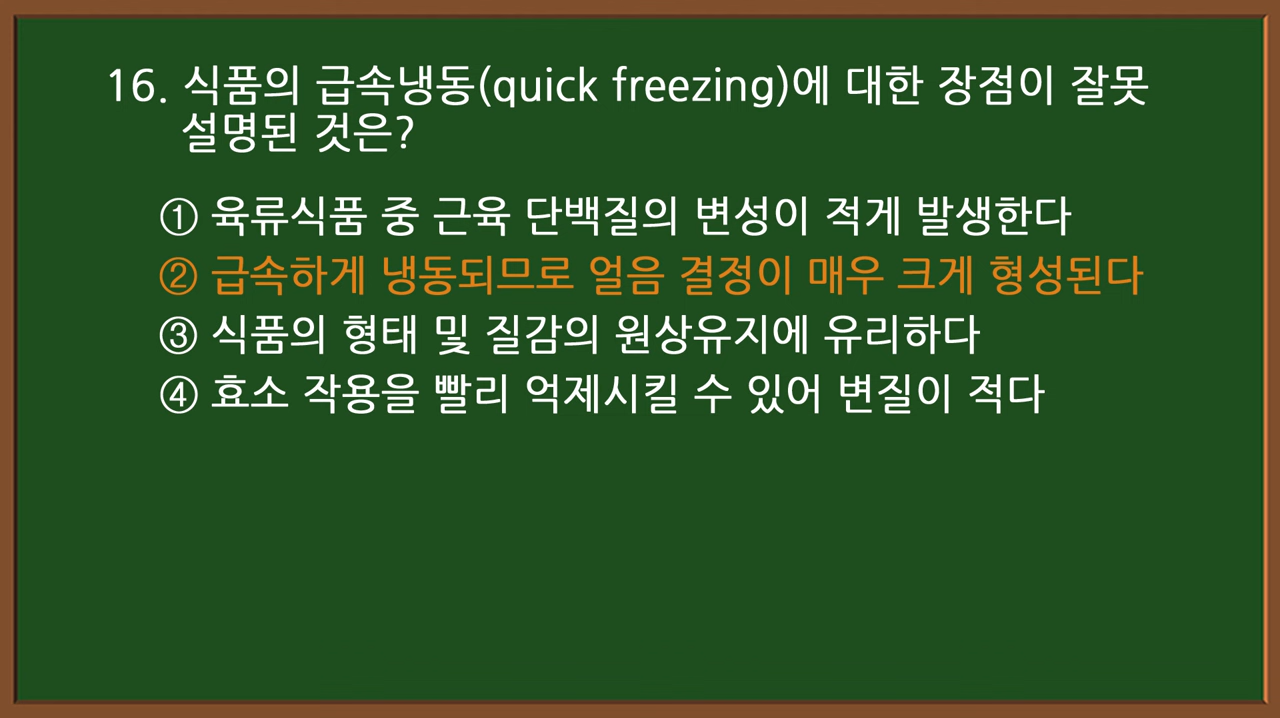 16. 식품의 급속냉동(quick freezing)에 대한 장점이 잘못
설명된 것은?
① 육류식품 중 근육 단백질의 변성이 적게 발생한다
② 급속하게 냉동되므로 얼음 결정이 매우 크게 형성된다
③ 식품의 형태 및 질감의 원상유지에 유리하다
④ 효소 작용을 빨리 억제시킬 수 있어 변질이 적다